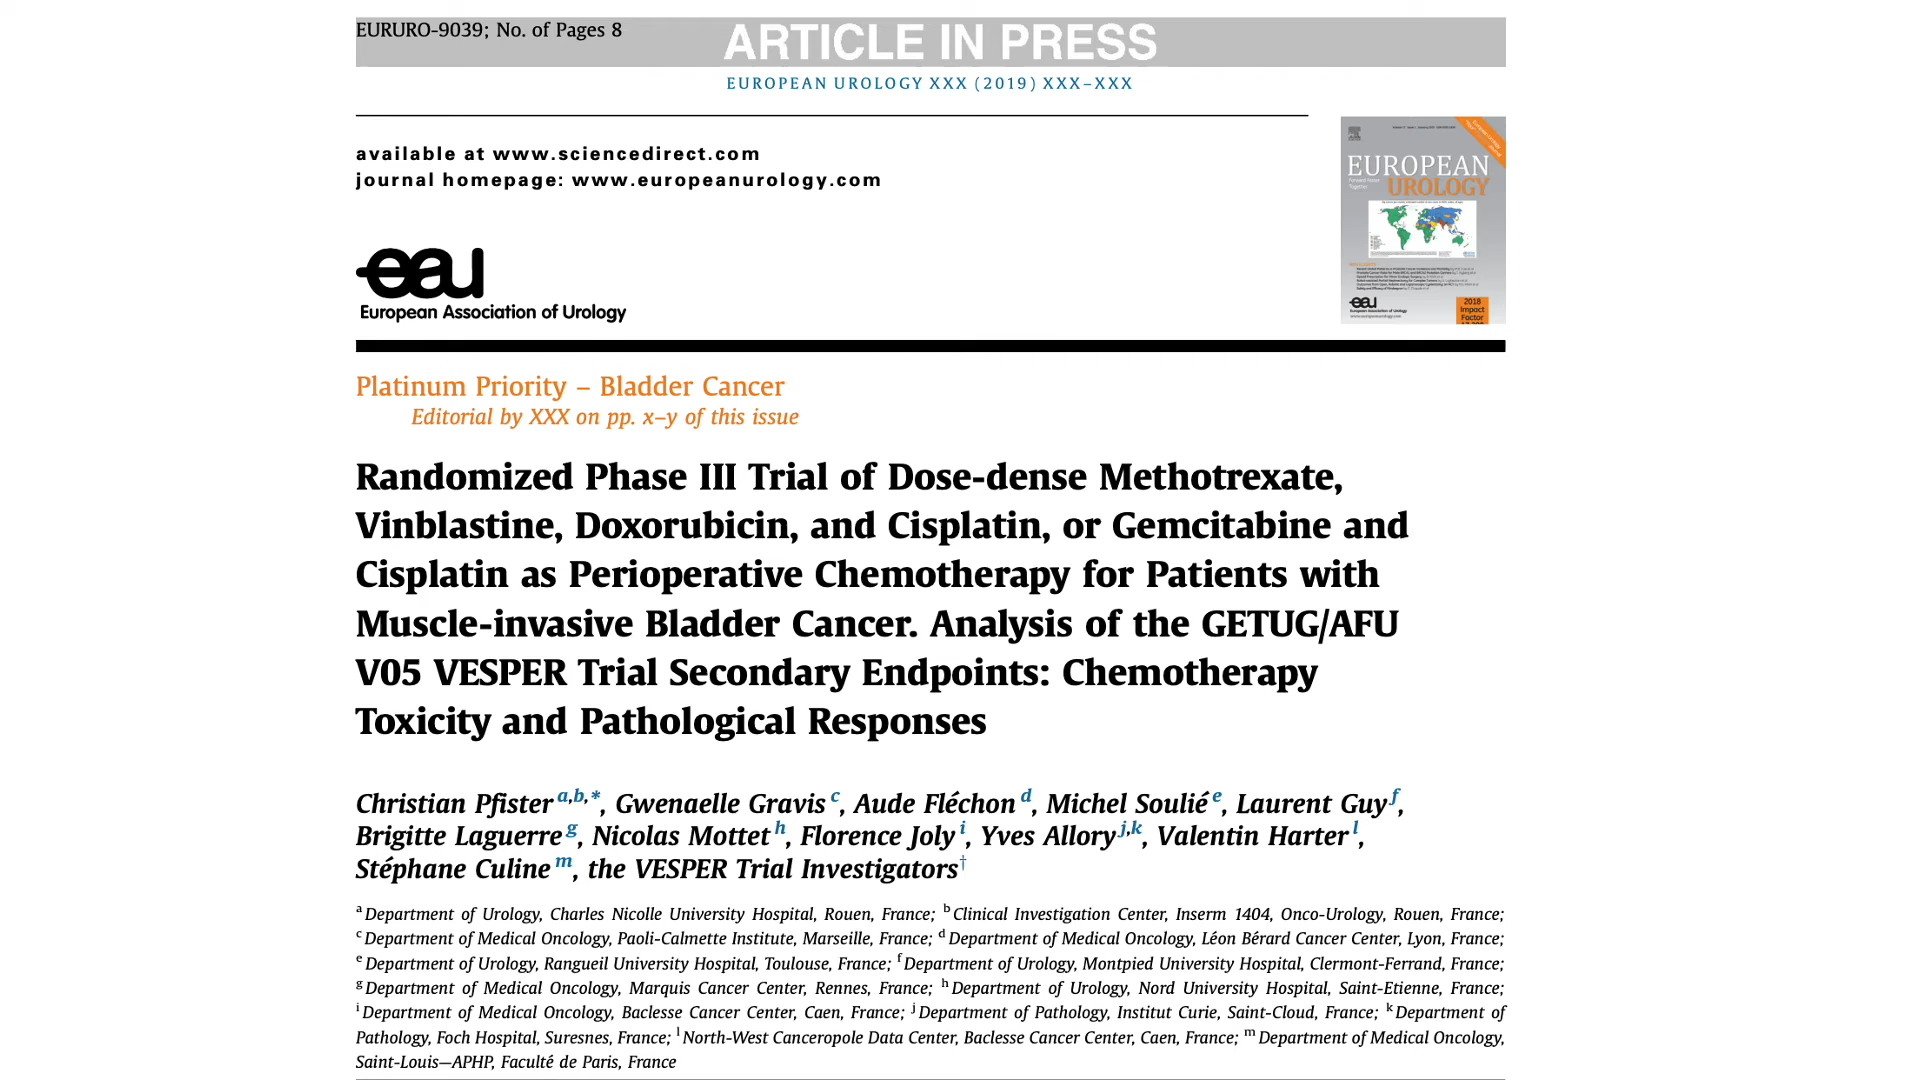 EURURO-9039; No. of Pages 8
ARTICLE IN PRESS
EUROPEAN UROLOGY XXX (2019) XXX–XXX
available at www.sciencedirect.com
journal homepage: www.europeanurology.com
EUROPEAN
UROLOGY
eau
European Association of Urology
www.europeanurology.com
2018
Impact
Factor
eau
European Association of Urology
Platinum Priority – Bladder Cancer
Editorial by XXX on pp. x–y of this issue
Randomized Phase III Trial of Dose-dense Methotrexate,
Vinblastine, Doxorubicin, and Cisplatin, or Gemcitabine and
Cisplatin as Perioperative Chemotherapy for Patients with
Muscle-invasive Bladder Cancer. Analysis of the GETUG/AFU
V05 VESPER Trial Secondary Endpoints: Chemotherapy
Toxicity and Pathological Responses
Christian Pfister a,b,*, Gwenaelle Gravis c, Aude Fléchon d, Michel Soulié e, Laurent Guy f,
Brigitte Laguerre g, Nicolas Mottet h, Florence Joly i, Yves Allory j,k, Valentin Harter l,
Stéphane Culine m, the VESPER Trial Investigators†
a Department of Urology, Charles Nicolle University Hospital, Rouen, France; b Clinical Investigation Center, Inserm 1404, Onco-Urology, Rouen, France;
c Department of Medical Oncology, Paoli-Calmette Institute, Marseille, France; d Department of Medical Oncology, Léon Bérard Cancer Center, Lyon, France;
e Department of Urology, Rangueil University Hospital, Toulouse, France; f Department of Urology, Montpied University Hospital, Clermont-Ferrand, France;
g Department of Medical Oncology, Marquis Cancer Center, Rennes, France; h Department of Urology, Nord University Hospital, Saint-Etienne, France;
i Department of Medical Oncology, Baclesse Cancer Center, Caen, France; j Department of Pathology, Institut Curie, Saint-Cloud, France; k Department of
Pathology, Foch Hospital, Suresnes, France; l North-West Canceropole Data Center, Baclesse Cancer Center, Caen, France; m Department of Medical Oncology,
Saint-Louis—APHP, Faculté de Paris, France